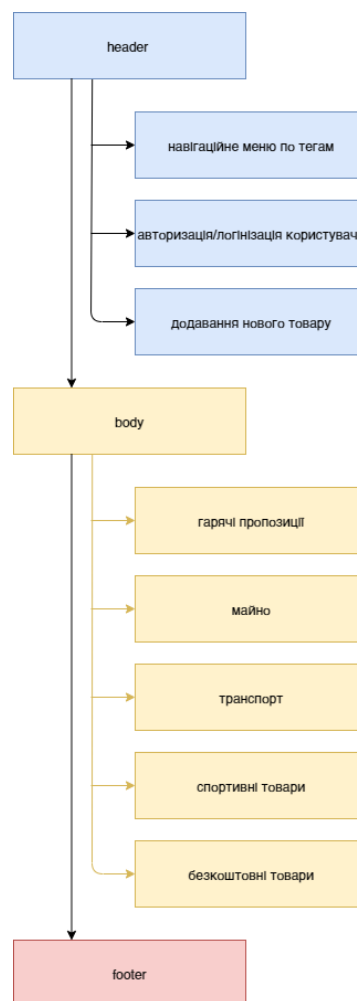 header
навігаційне меню по тегам
авторизація/логінізація користувач
додавання нового товару
body
гарячі пропозиції
майно
транспорт
спортивні товари
безкоштовні товари
footer